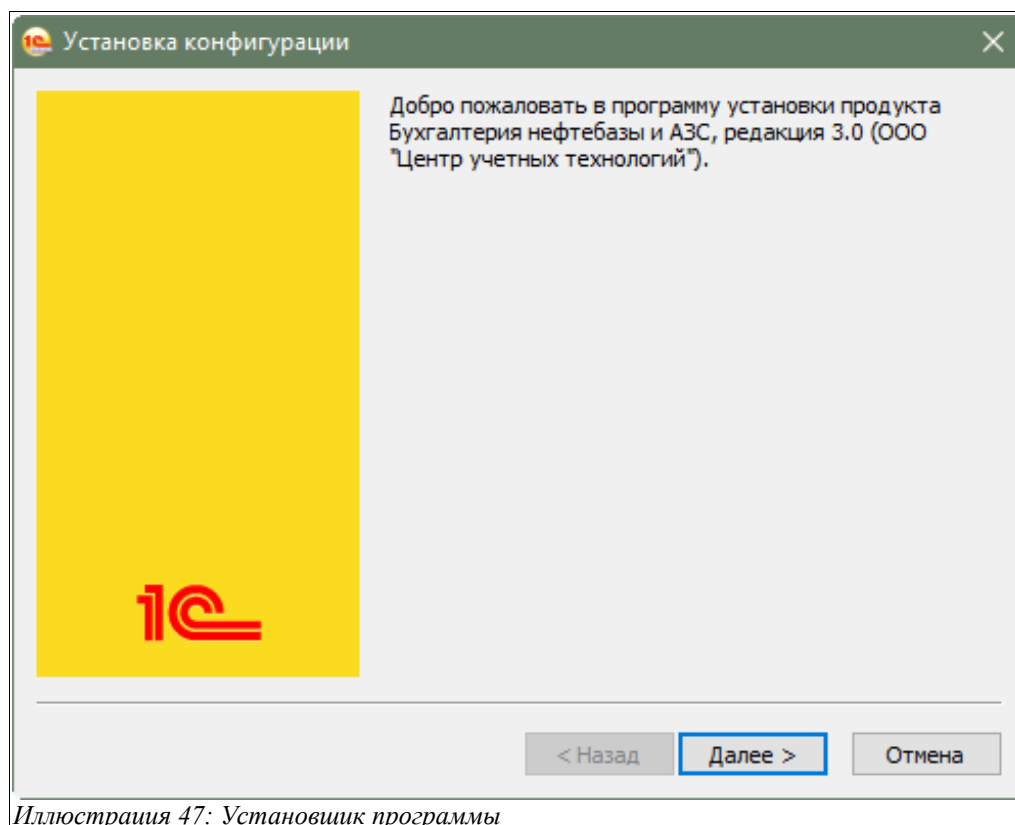 Установка конфигурации
Добро пожаловать в программу установки продукта
Бухгалтерия нефтебазы и АЗС, редакция 3.0 (ООО
"Центр учетных технологий").
1С
< Назад
Далее >
Отмена
Иллюстрация 47: Установщик программы